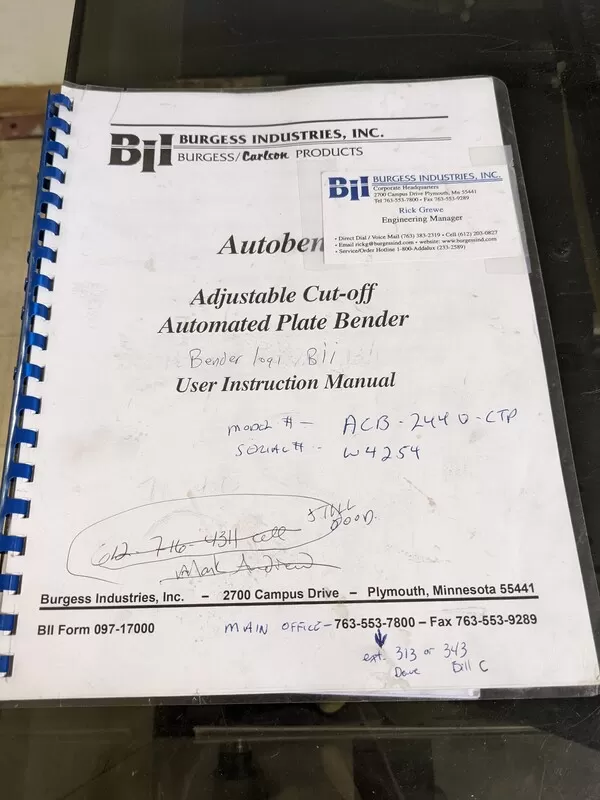 BII BURGESS INDUSTRIES, INC.
BURGESS/Carlson PRODUCTS
BII BURGESS INDUSTRIES, INC.
Corporate Headquarters
2700 Campus Drive Plymouth, Mn 55441
Tel 763-553-7800 • Fax 763-553-9289
Rick Grewe
Engineering Manager
• Direct Dial / Voice Mail (763) 383-2319 • Cell (612) 203-0827
• Email rickg@burgessind.com • website: www.burgessind.com
• Service/Order Hotline 1-800-Addalux (233-2589)
Autoben
Adjustable Cut-off
Automated Plate Bender
Bender logi BII
User Instruction Manual
model # - ACB-2440-CTP
SERIAL# - W4254
612-716-4311 cell STILL GOOD.
Mark Andrew
Burgess Industries, Inc. – 2700 Campus Drive – Plymouth, Minnesota 55441
BII Form 097-17000 MAIN OFFICE - 763-553-7800 – Fax 763-553-9289
ext. 313 or 343
Dave Bill C